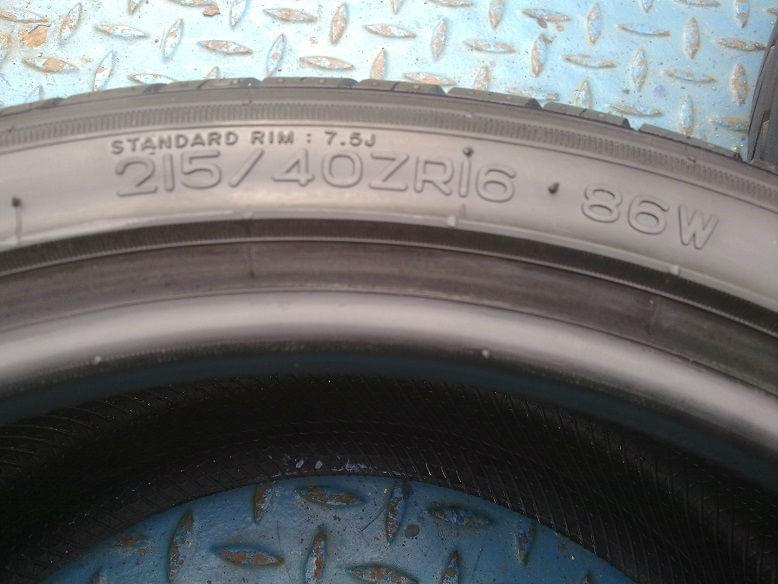 STANDARD RIM : 7.5J
215/40ZR16 86W